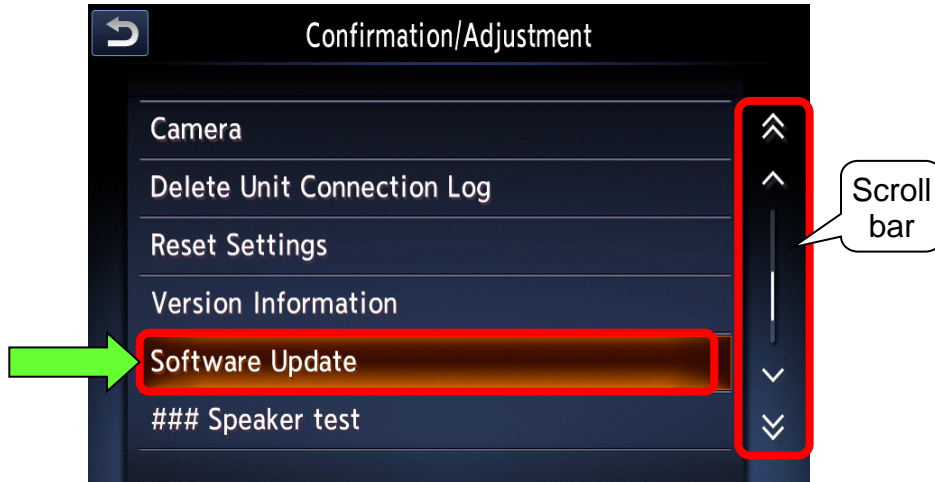 Confirmation/Adjustment
Camera
Delete Unit Connection Log
Reset Settings
Version Information
Software Update
### Speaker test
Scroll
bar